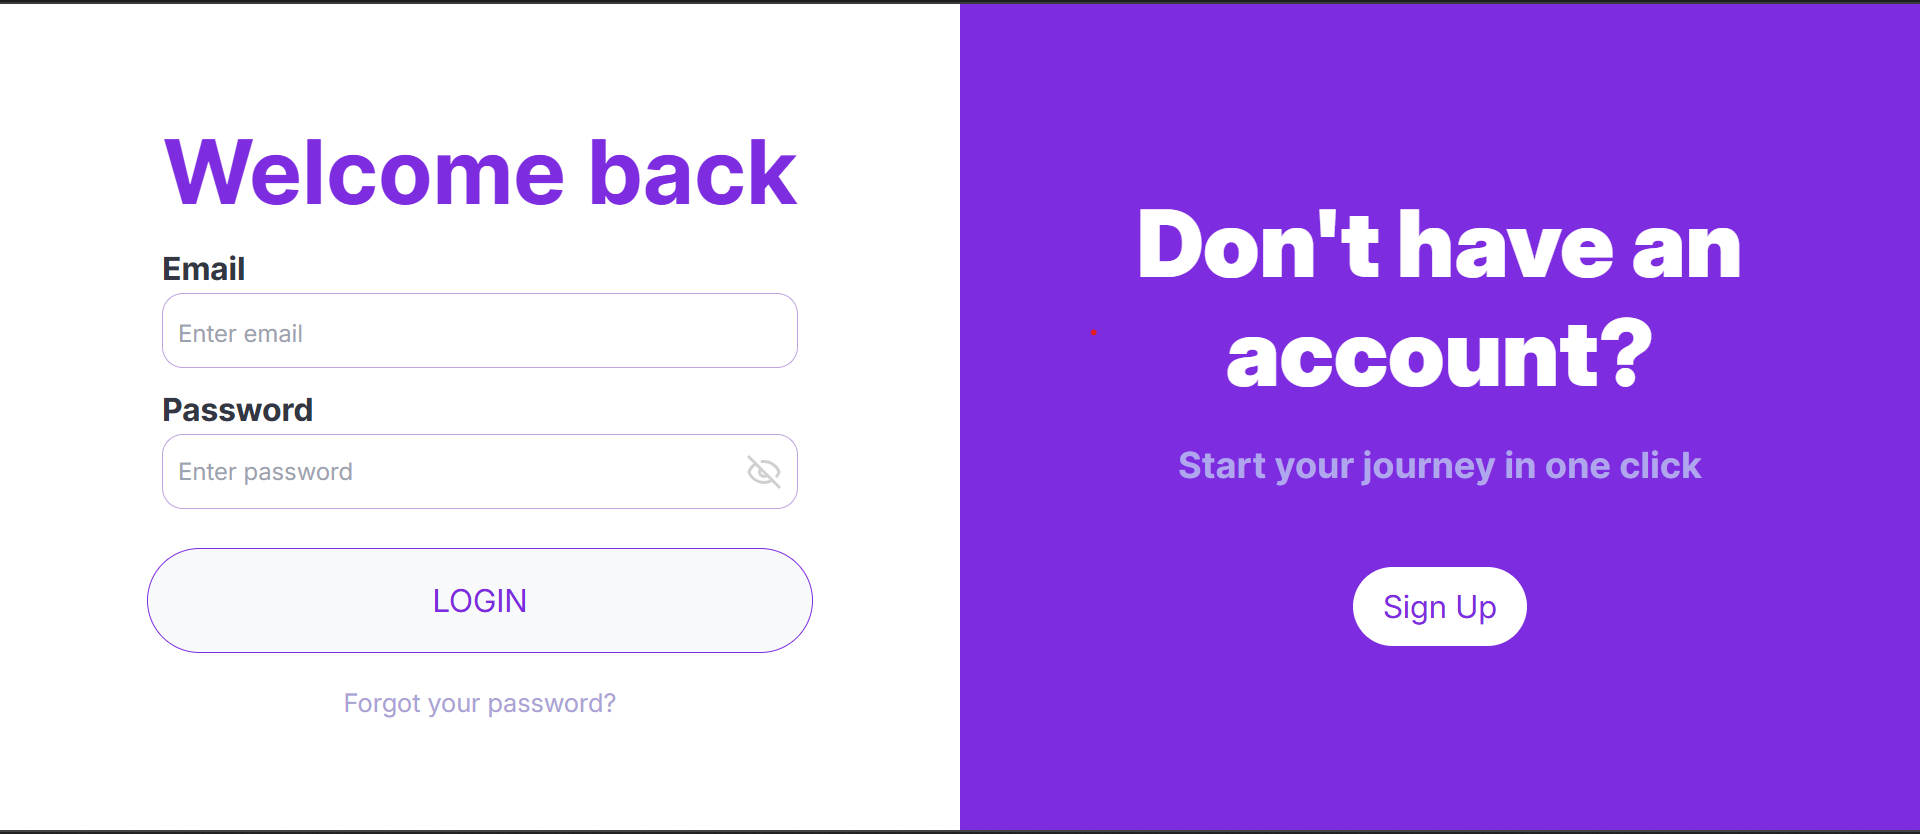 Welcome back
Email
Enter email
Password
Enter password
LOGIN
Forgot your password?
Don't have an
account?
Start your journey in one click
Sign Up